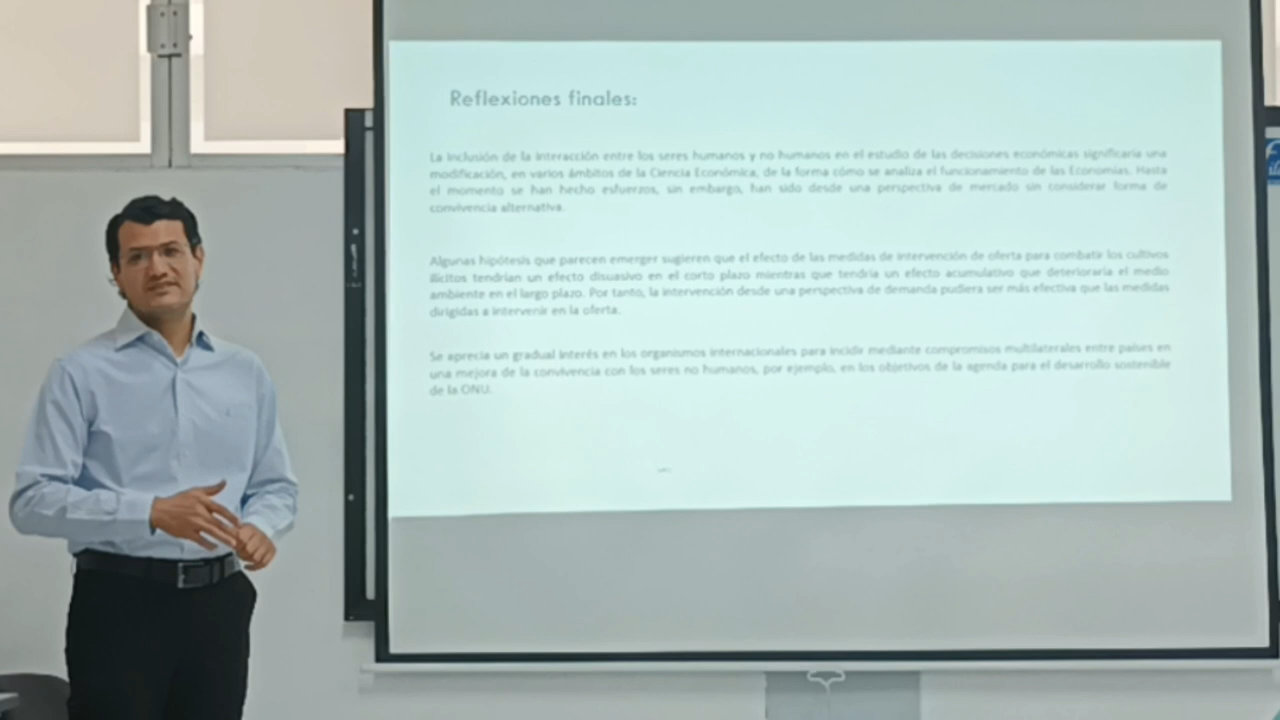 Reflexiones finales:
La inclusión de la interacción entre los seres humanos y no humanos en el estudio de las decisiones económicas significaría una
modificación, en varios ámbitos de la Ciencia Económica, de la forma cómo se analiza el funcionamiento de las Economías. Hasta
el momento se han hecho esfuerzos, sin embargo, han sido desde una perspectiva de mercado sin considerar forma de
convivencia alternativa.
Algunas hipótesis que parecen emerger sugieren que el efecto de las medidas de intervención de oferta para combatir los cultivos
ilícitos tendrían un efecto disuasivo en el corto plazo mientras que tendría un efecto acumulativo que deterioraría el medio
ambiente en el largo plazo. Por tanto, la intervención desde una perspectiva de demanda pudiera ser más efectiva que las medidas
dirigidas a intervenir en la oferta.
Se aprecia un gradual interés en los organismos internacionales para incidir mediante compromisos multilaterales entre países en
una mejora de la convivencia con los seres no humanos, por ejemplo, en los objetivos de la agenda para el desarrollo sostenible
de la ONU.